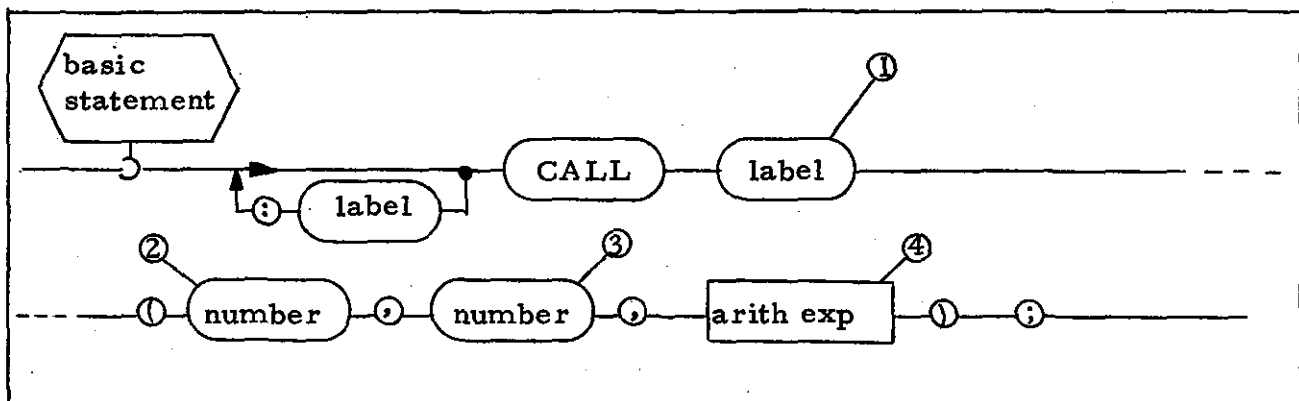 basic
statement
①
CALL label
: label
② ③ ④
( number , number , arith exp ) ;